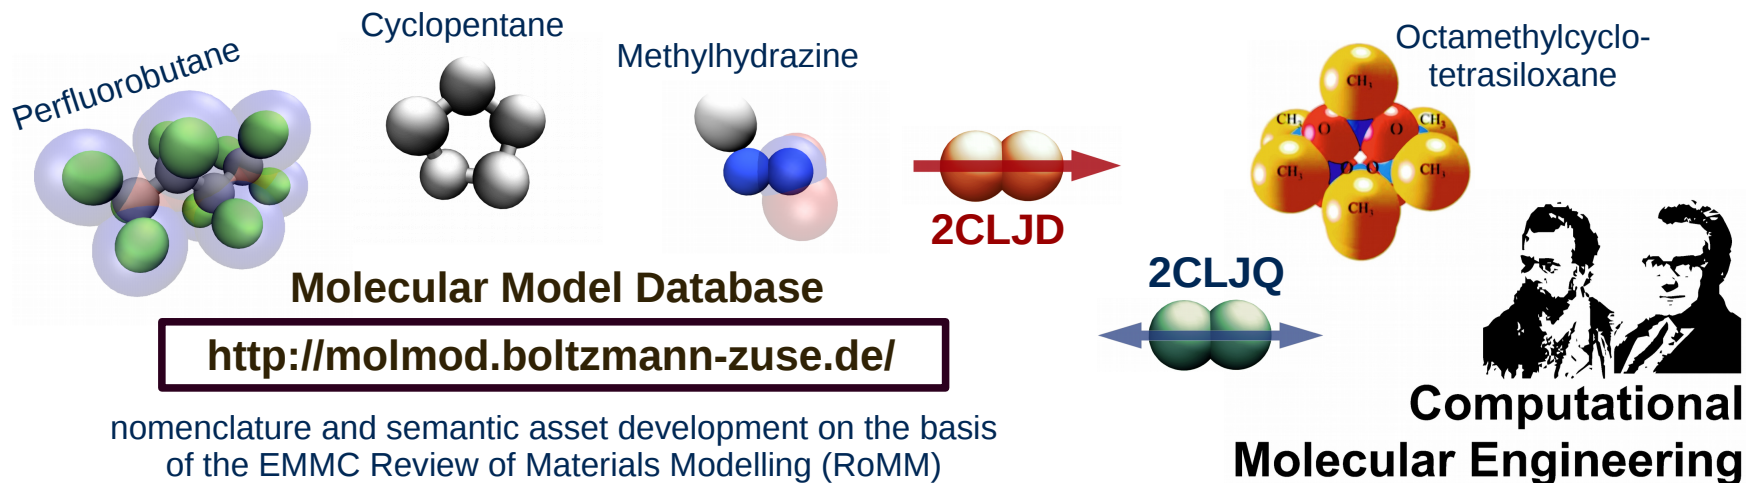 Perfluorobutane
Cyclopentane
Methylhydrazine
Octamethylcyclo-
tetrasiloxane
CH3
CH3
O
O
CH3
CH3
O
O
CH3
CH3
2CLJD
2CLJQ
Molecular Model Database
http://molmod.boltzmann-zuse.de/
nomenclature and semantic asset development on the basis
of the EMMC Review of Materials Modelling (RoMM)
Computational
Molecular Engineering